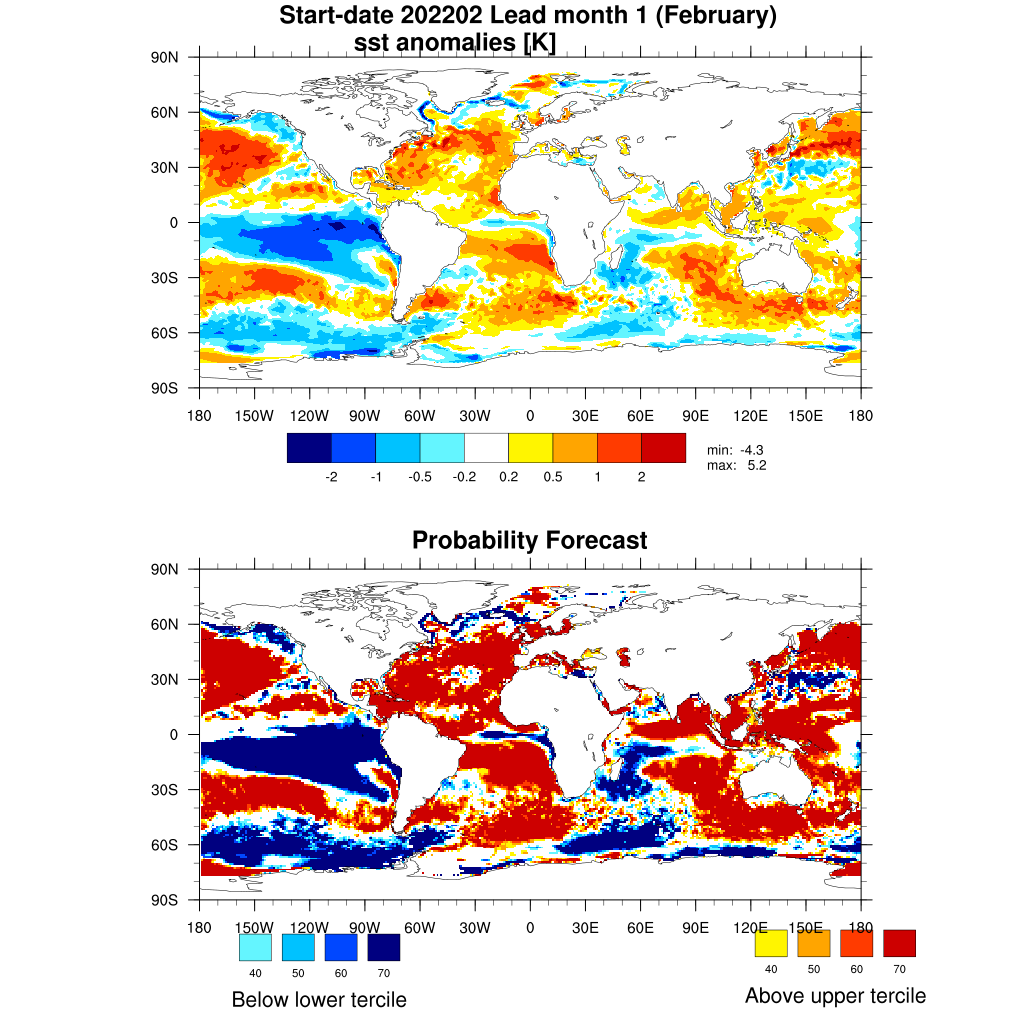 Start-date 202202 Lead month 1 (February)
sst anomalies [K]
90N
60N
30N
0
30S
60S
90S
180 150W 120W 90W 60W 30W 0 30E 60E 90E 120E 150E 180
-2 -1 -0.5 -0.2 0.2 0.5 1 2
min: -4.3
max: 5.2
Probability Forecast
90N
60N
30N
0
30S
60S
90S
180 150W 120W 90W 60W 30W 0 30E 60E 90E 120E 150E 180
40 50 60 70
Below lower tercile
40 50 60 70
Above upper tercile